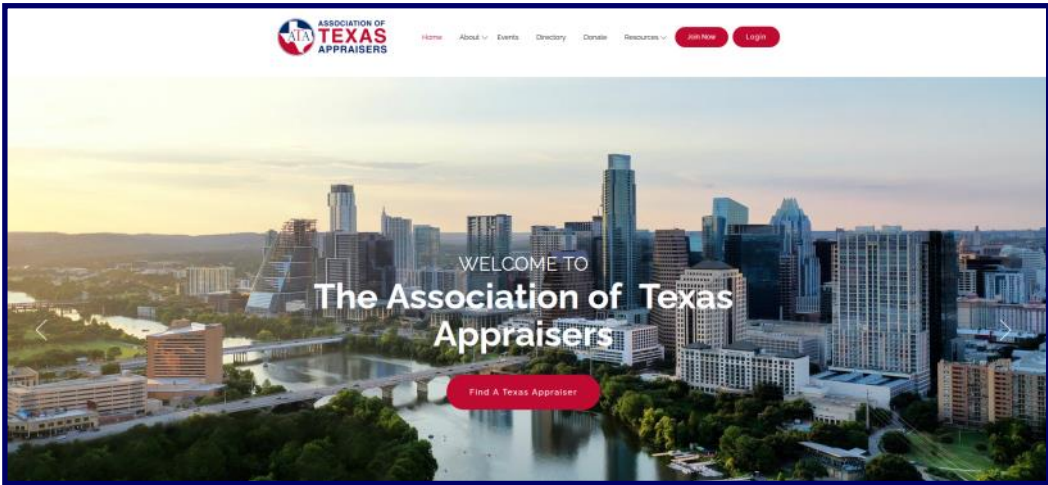 ASSOCIATION OF
TEXAS
APPRAISERS
ATA
Home About Events Directory Donate Resources Join Now Login
WELCOME TO
The Association of Texas
Appraisers
Find A Texas Appraiser